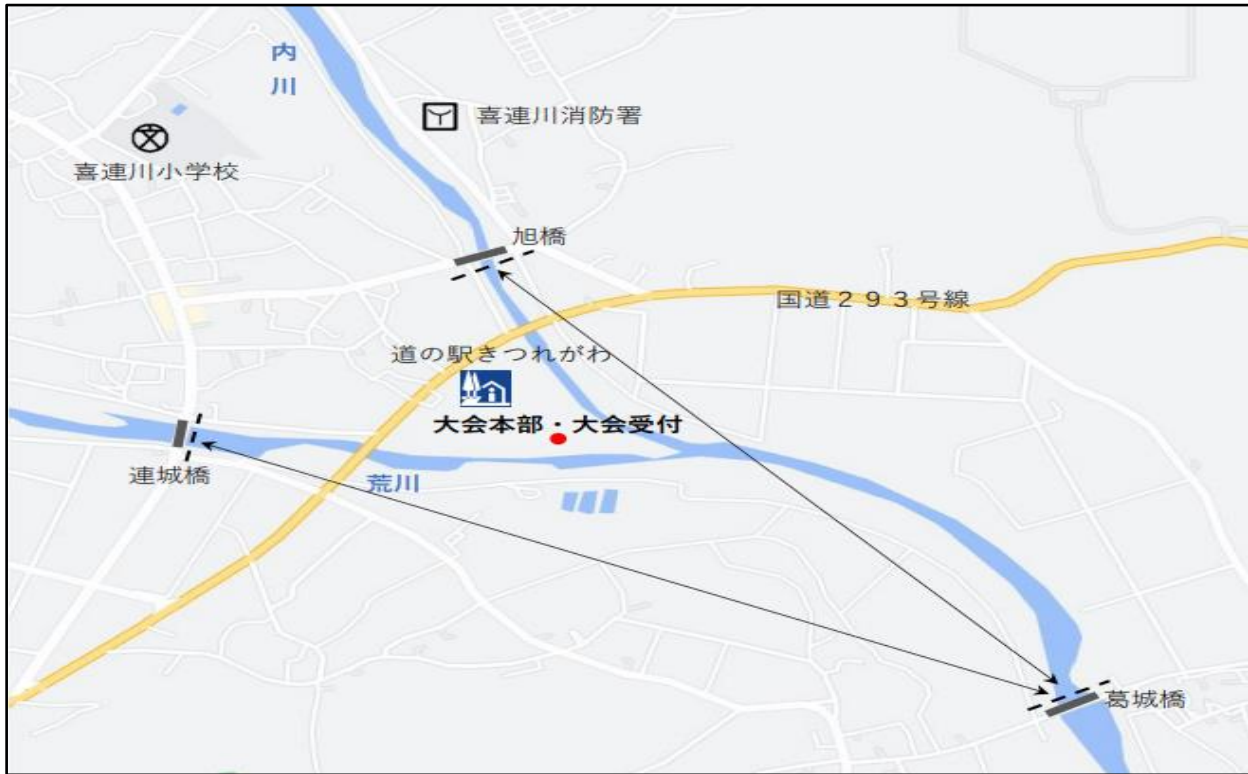 内
川
喜連川消防署
喜連川小学校
旭橋
国道２９３号線
道の駅きつれがわ
大会本部・大会受付
連城橋
荒川
葛城橋